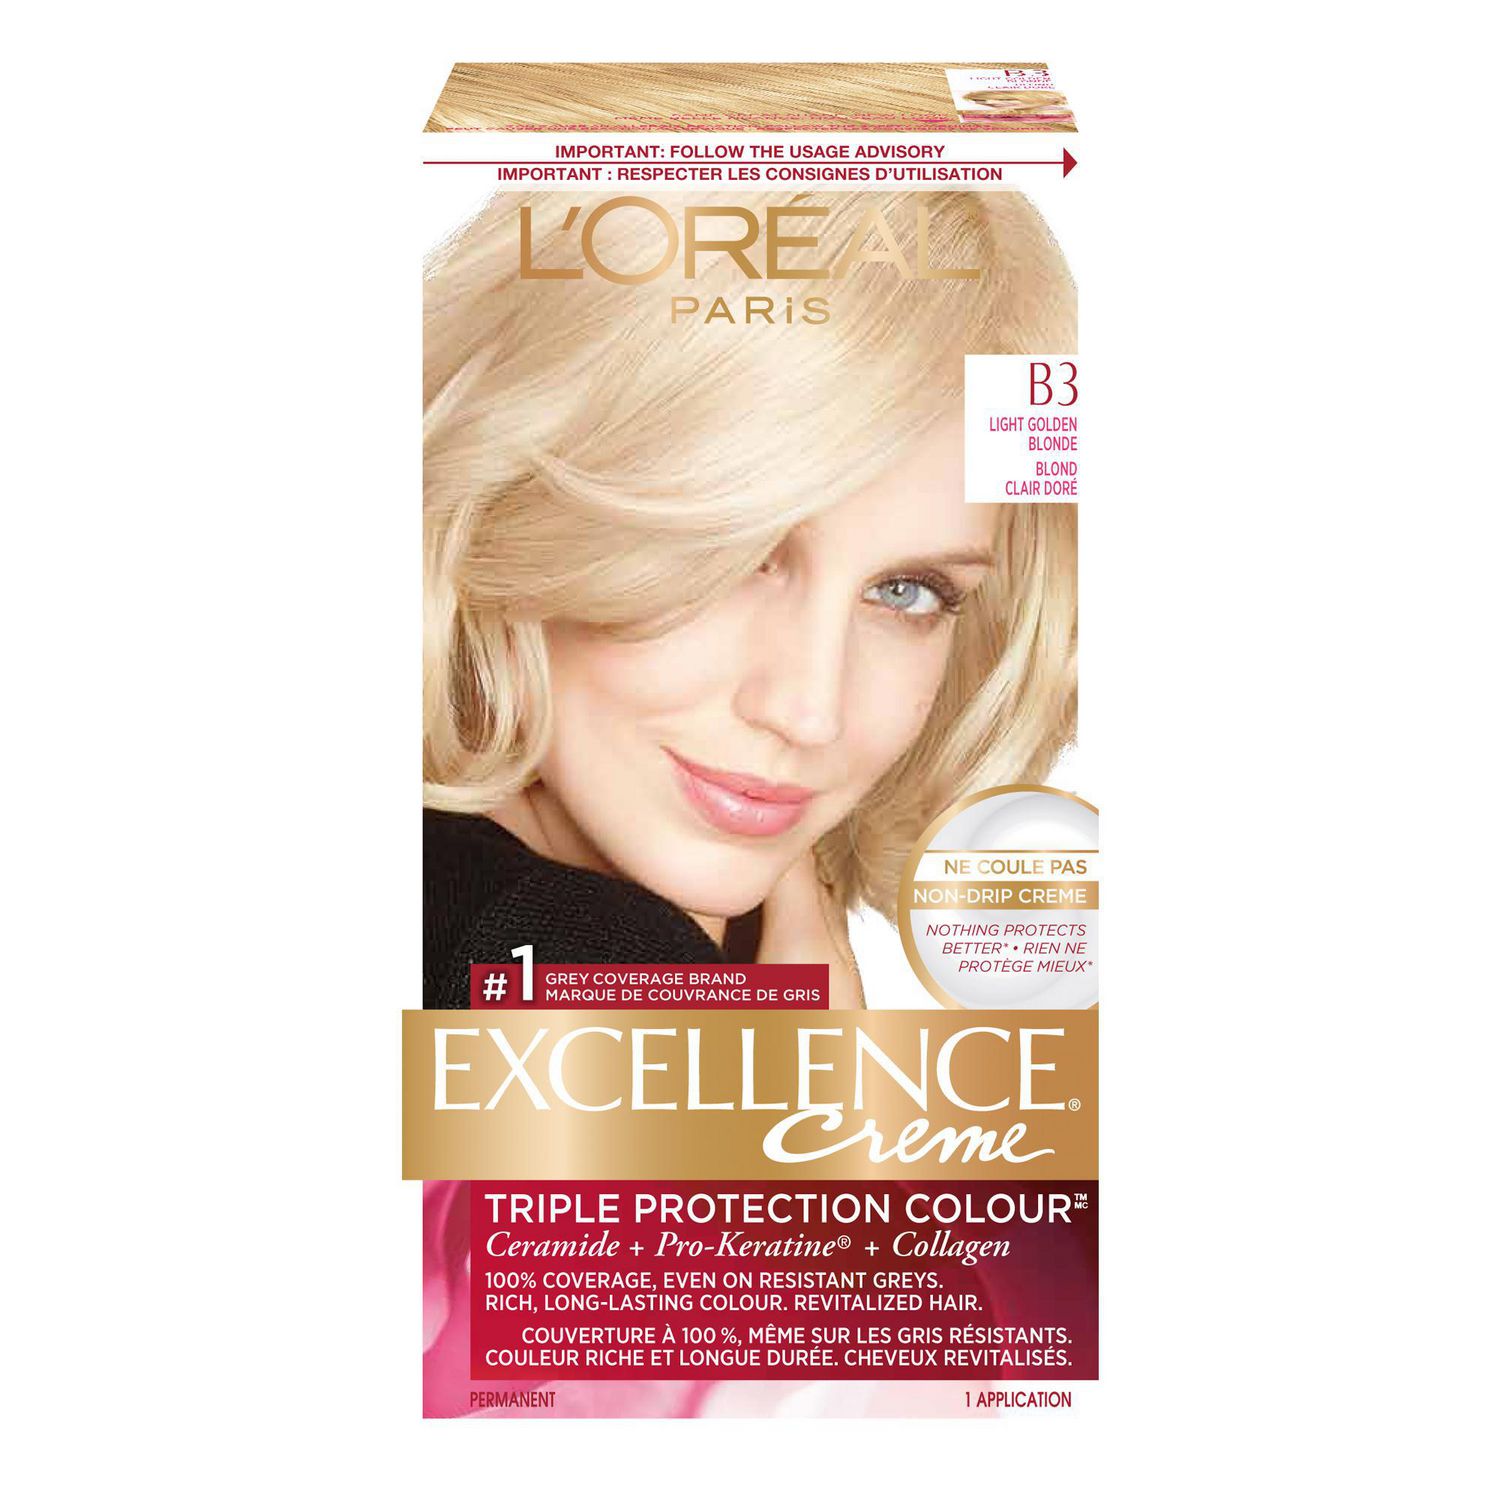 B3
IMPORTANT: FOLLOW THE USAGE ADVISORY
IMPORTANT : RESPECTER LES CONSIGNES D'UTILISATION
L'ORÉAL®
PARiS
B3
LIGHT GOLDEN
BLONDE
BLOND
CLAIR DORÉ
NE COULE PAS
NON-DRIP CREME
NOTHING PROTECTS
BETTER* • RIEN NE
PROTÈGE MIEUX*
#1 GREY COVERAGE BRAND
MARQUE DE COUVRANCE DE GRIS
EXCELLENCE®
Creme
TRIPLE PROTECTION COLOUR™ MC
Ceramide + Pro-Keratine® + Collagen
100% COVERAGE, EVEN ON RESISTANT GREYS.
RICH, LONG-LASTING COLOUR. REVITALIZED HAIR.
COUVERTURE À 100 %, MÊME SUR LES GRIS RÉSISTANTS.
COULEUR RICHE ET LONGUE DURÉE. CHEVEUX REVITALISÉS.
PERMANENT
1 APPLICATION